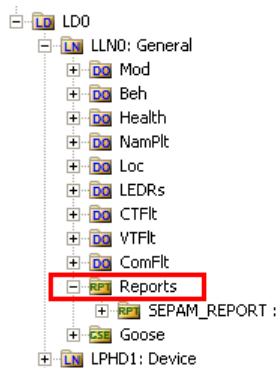 LD LD0
LN LLN0: General
DO Mod
DO Beh
DO Health
DO NamPlt
DO Loc
DO LEDRs
DO CTFlt
DO VTFlt
DO ComFlt
RPT Reports
RPT SEPAM_REPORT :
GSE Goose
LN LPHD1: Device